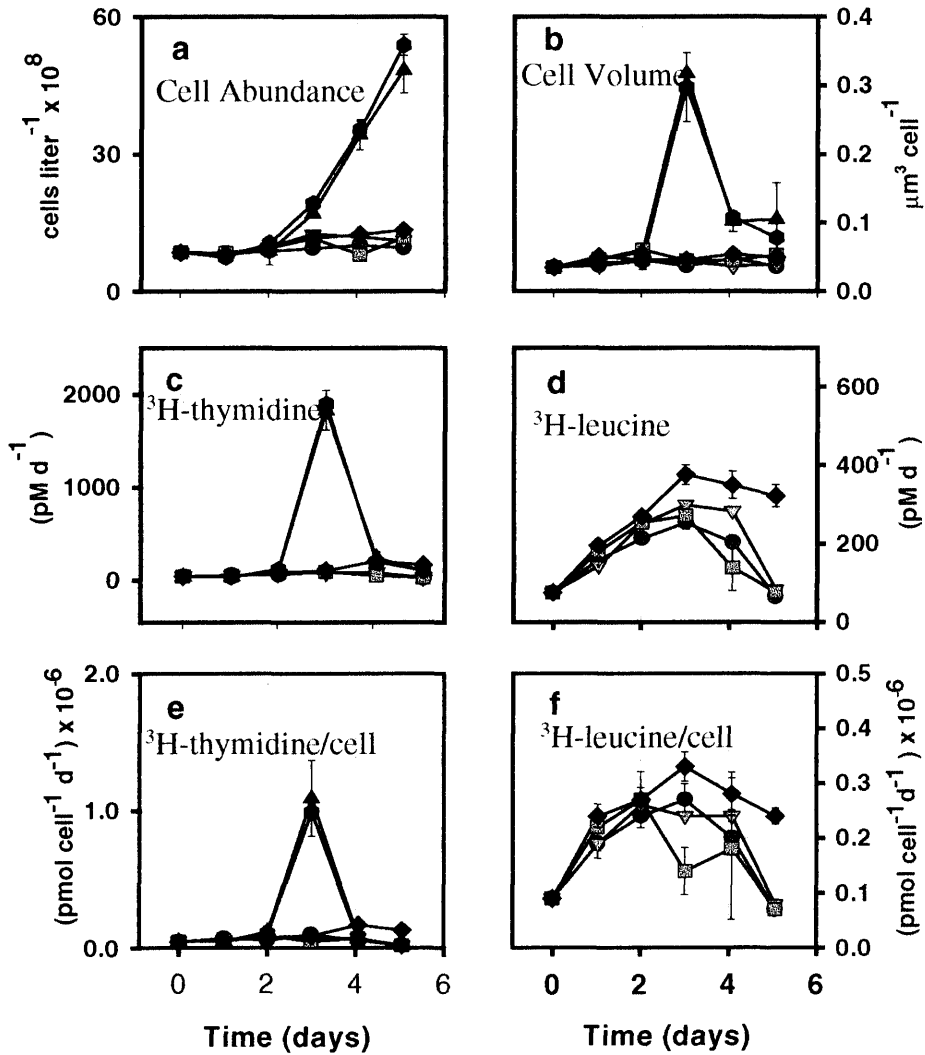 a
Cell Abundance
cells liter⁻¹ x 10⁸
60
30
0
b
Cell Volume
μm³ cell⁻¹
0.4
0.3
0.2
0.1
0.0
c
³H-thymidine
(pM d⁻¹)
2000
1000
0
d
³H-leucine
(pM d⁻¹)
600
400
200
0
e
³H-thymidine/cell
(pmol cell⁻¹ d⁻¹) x 10⁻⁶
2.0
1.0
0.0
0 2 4 6
Time (days)
f
³H-leucine/cell
(pmol cell⁻¹d⁻¹) x 10⁻⁶
0.5
0.4
0.3
0.2
0.1
0.0
0 2 4 6
Time (days)